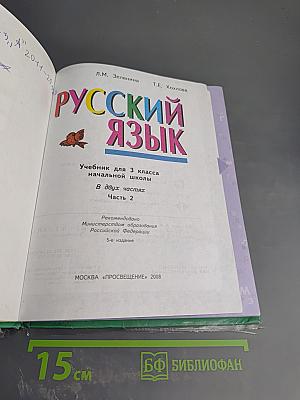 З „А" 2011-
Л.М. Зеленина Т.Е. Хохлова
РУССКИЙ
ЯЗЫК
Учебник для 3 класса
начальной школы
В двух частях
Часть 2
Рекомендовано
Министерством образования
Российской Федерации
5-е издание
МОСКВА «ПРОСВЕЩЕНИЕ» 2008
15 см
БФ БИБЛИОФАН